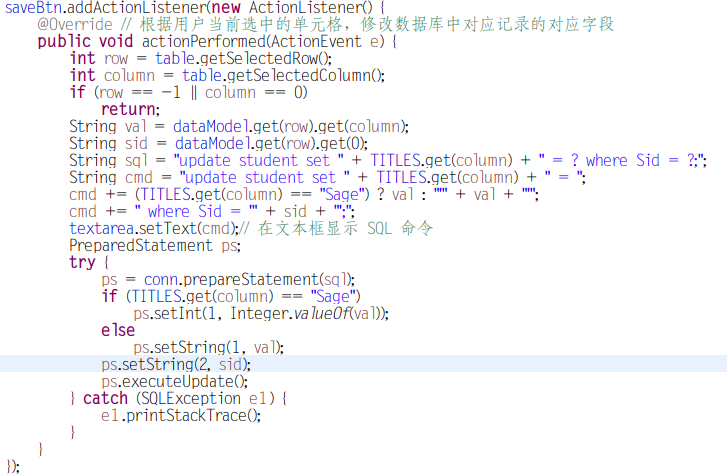 saveBtn.addActionListener(new ActionListener() {
@Override // 根据用户当前选中的单元格，修改数据库中对应记录的对应字段
public void actionPerformed(ActionEvent e) {
int row = table.getSelectedRow();
int column = table.getSelectedColumn();
if (row == -1 || column == 0)
return;
String val = dataModel.get(row).get(column);
String sid = dataModel.get(row).get(0);
String sql = "update student set " + TITLES.get(column) + " = ? where Sid = ?;";
String cmd = "update student set " + TITLES.get(column) + " = ";
cmd += (TITLES.get(column) == "Sage") ? val : "'" + val + "'";
cmd += " where Sid = '" + sid + "';";
textarea.setText(cmd);// 在文本框显示 SQL 命令
PreparedStatement ps;
try {
ps = conn.prepareStatement(sql);
if (TITLES.get(column) == "Sage")
ps.setInt(1, Integer.valueOf(val));
else
ps.setString(1, val);
ps.setString(2, sid);
ps.executeUpdate();
} catch (SQLException e1) {
e1.printStackTrace();
}
}
});